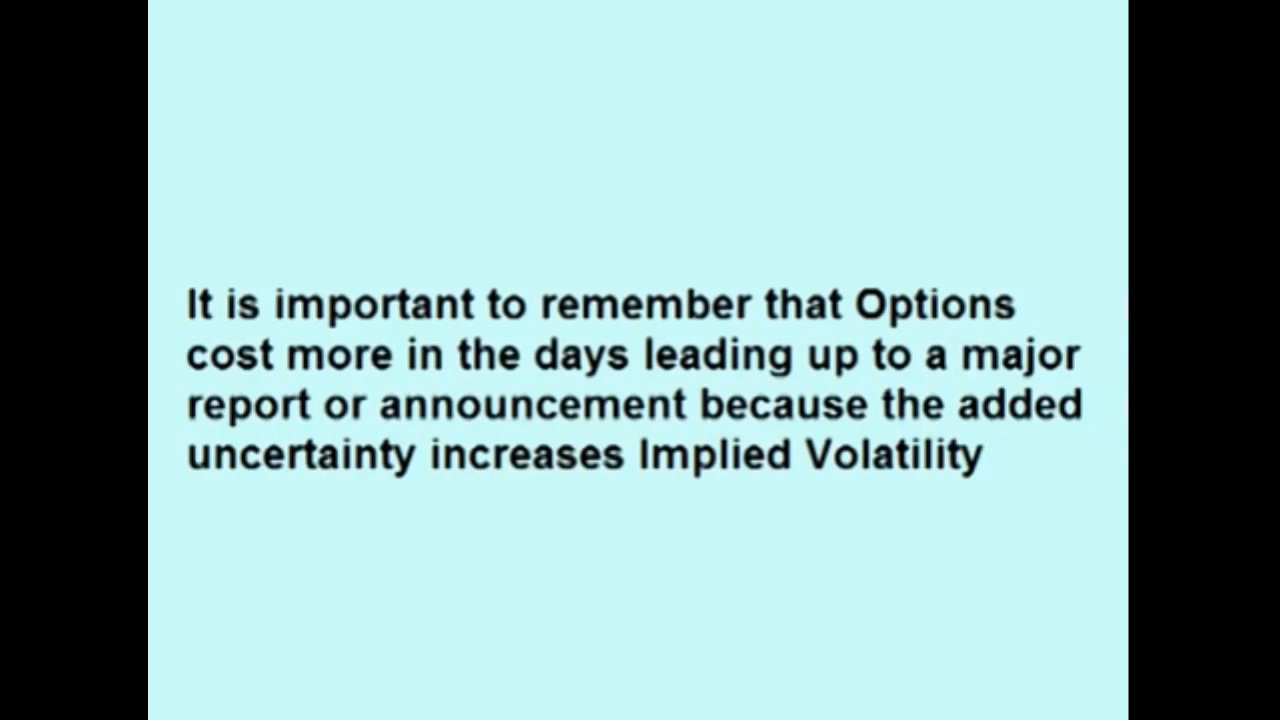 It is important to remember that Options
cost more in the days leading up to a major
report or announcement because the added
uncertainty increases Implied Volatility